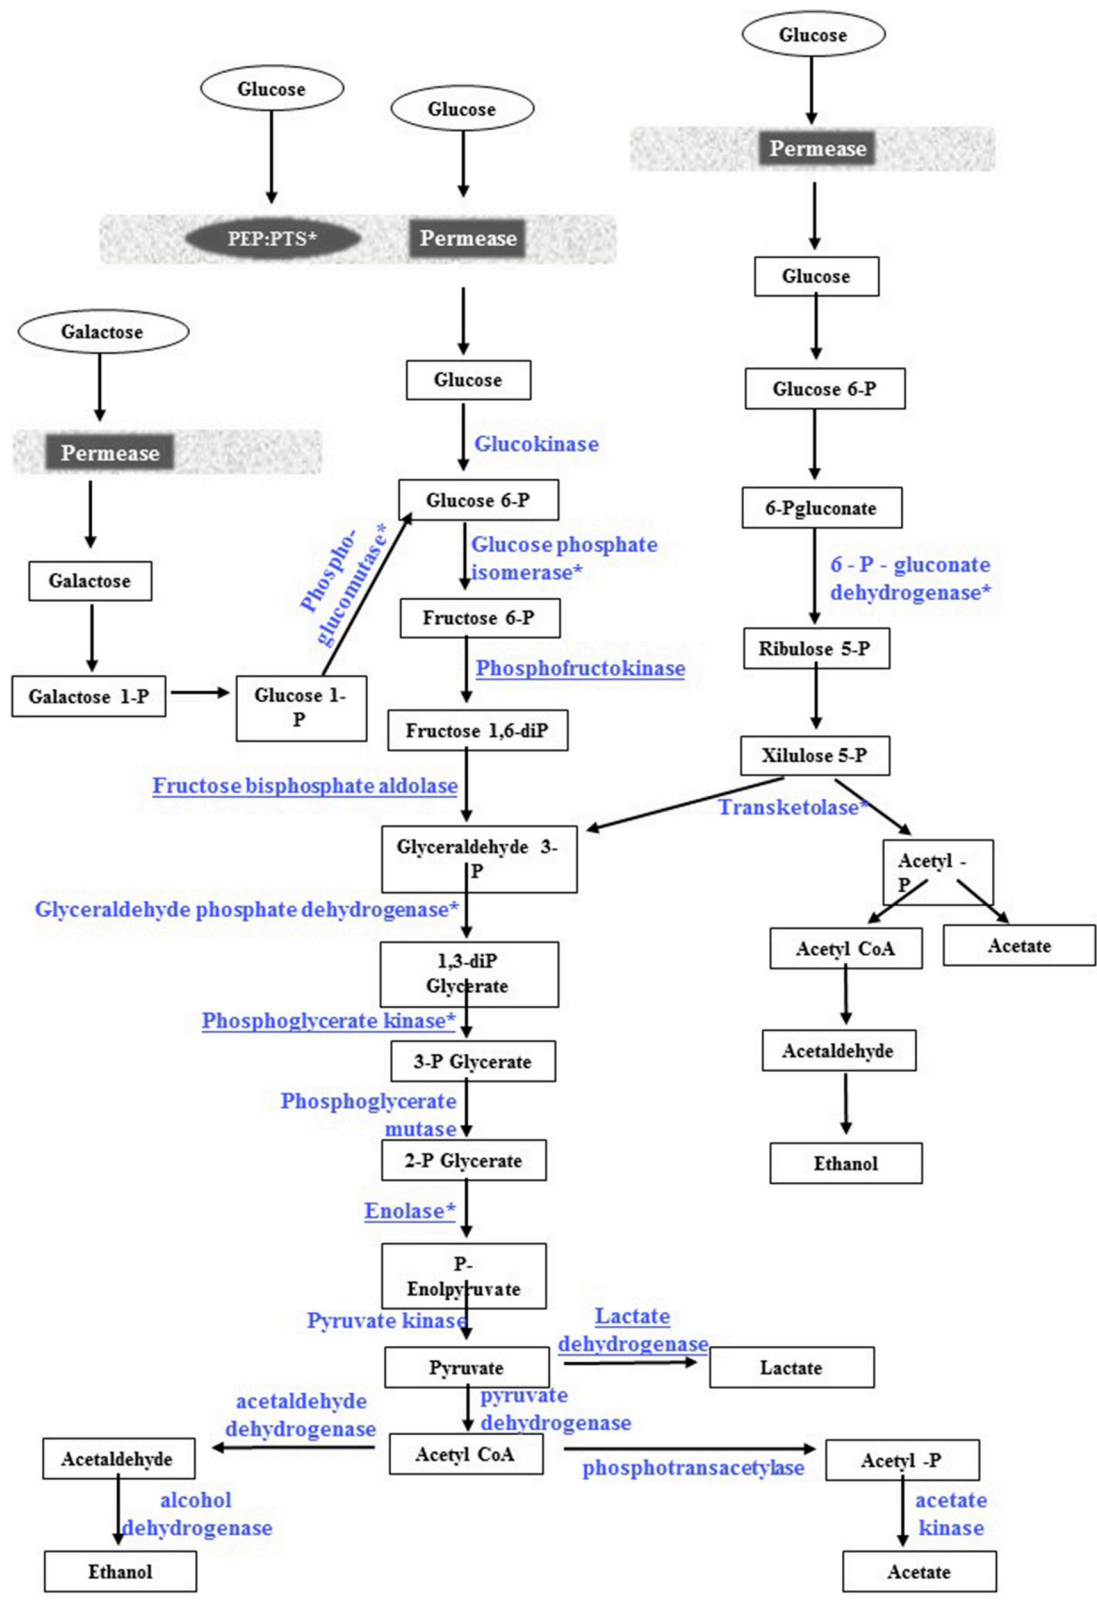 Glucose
Glucose
Glucose
Permease
PEP:PTS*
Permease
Glucose
Galactose
Glucose
Glucose 6-P
Permease
Glucokinase
Glucose 6-P
6-Pgluconate
Phospho-
glucomutase*
Glucose phosphate
isomerase*
6 - P - gluconate
dehydrogenase*
Galactose
Fructose 6-P
Ribulose 5-P
Phosphofructokinase
Galactose 1-P
Glucose 1-
P
Fructose 1,6-diP
Xilulose 5-P
Fructose bisphosphate aldolase
Transketolase*
Glyceraldehyde 3-
P
Acetyl -
P
Glyceraldehyde phosphate dehydrogenase*
Acetyl CoA
Acetate
1,3-diP
Glycerate
Phosphoglycerate kinase*
3-P Glycerate
Acetaldehyde
Phosphoglycerate
mutase
2-P Glycerate
Ethanol
Enolase*
P-
Enolpyruvate
Pyruvate kinase
Lactate
dehydrogenase
Pyruvate
Lactate
acetaldehyde
dehydrogenase
pyruvate
dehydrogenase
Acetaldehyde
Acetyl CoA
phosphotransacetylase
Acetyl -P
alcohol
dehydrogenase
acetate
kinase
Ethanol
Acetate